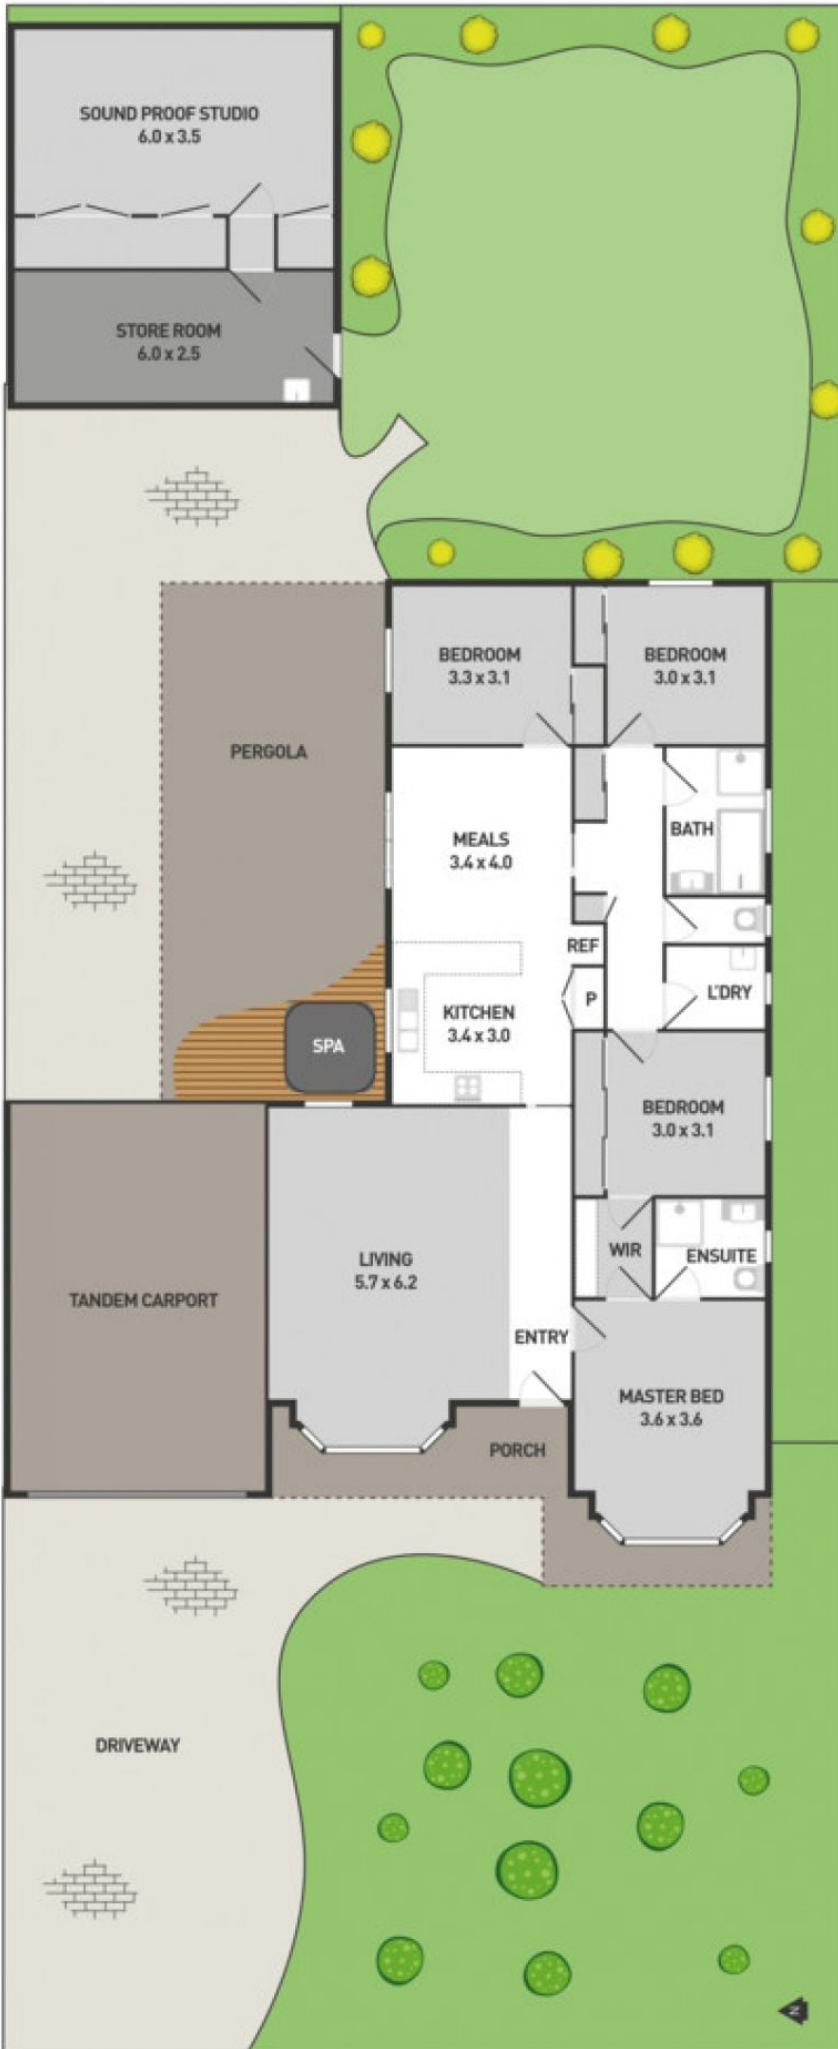 SOUND PROOF STUDIO
6.0 x 3.5
STORE ROOM
6.0 x 2.5
BEDROOM
3.3 x 3.1
BEDROOM
3.0 x 3.1
PERGOLA
MEALS
3.4 x 4.0
BATH
REF
P
L'DRY
KITCHEN
3.4 x 3.0
SPA
BEDROOM
3.0 x 3.1
WIR
ENSUITE
LIVING
5.7 x 6.2
TANDEM CARPORT
ENTRY
MASTER BED
3.6 x 3.6
PORCH
DRIVEWAY
N